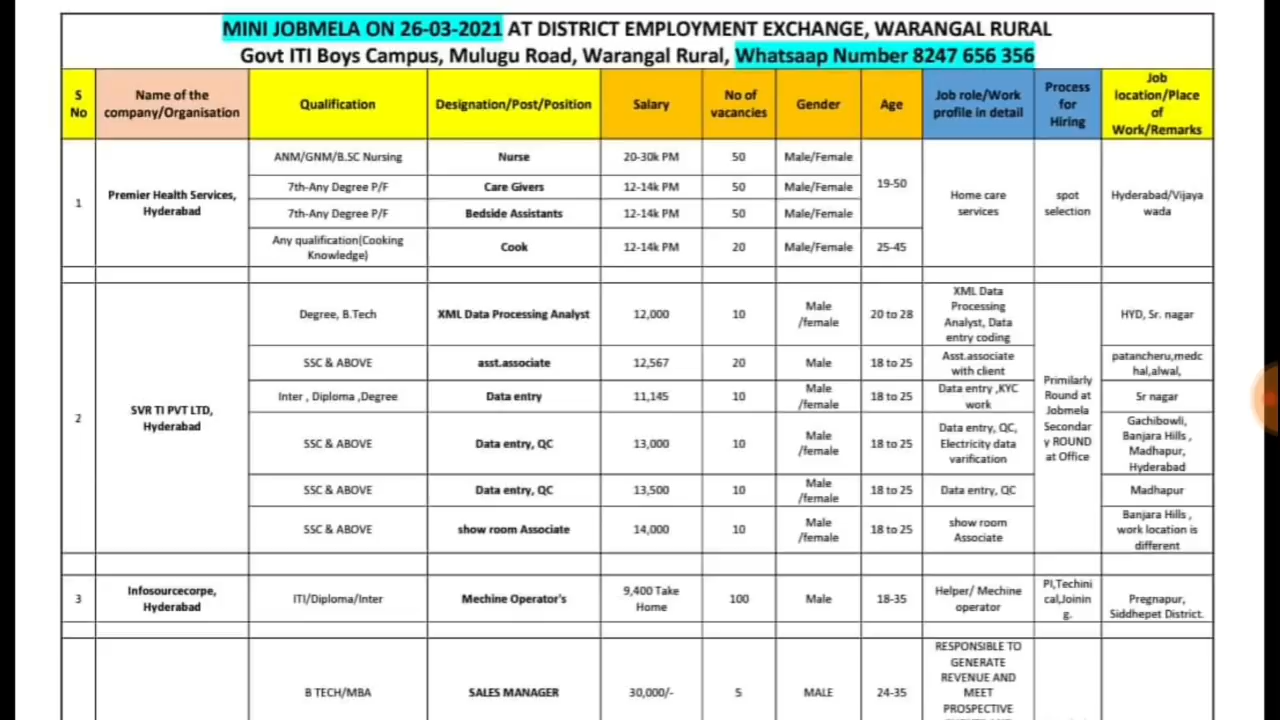 MINI JOBMELA ON 26-03-2021 AT DISTRICT EMPLOYMENT EXCHANGE, WARANGAL RURAL
Govt ITI Boys Campus, Mulugu Road, Warangal Rural, Whatsaap Number 8247 656 356
S No | Name of the company/Organisation | Qualification | Designation/Post/Position | Salary | No of vacancies | Gender | Age | Job role/Work profile in detail | Process for Hiring | Job location/Place of Work/Remarks
1 | Premier Health Services, Hyderabad | ANM/GNM/B.SC Nursing | Nurse | 20-30k PM | 50 | Male/Female | 19-50 | Home care services | spot selection | Hyderabad/Vijaya wada
7th-Any Degree P/F | Care Givers | 12-14k PM | 50 | Male/Female
7th-Any Degree P/F | Bedside Assistants | 12-14k PM | 50 | Male/Female
Any qualification(Cooking Knowledge) | Cook | 12-14k PM | 20 | Male/Female | 25-45
2 | SVR TI PVT LTD, Hyderabad | Degree, B.Tech | XML Data Processing Analyst | 12,000 | 10 | Male /female | 20 to 28 | XML Data Processing Analyst, Data entry coding | Primilarly Round at Jobmela Secondar y ROUND at Office | HYD, Sr. nagar
SSC & ABOVE | asst.associate | 12,567 | 20 | Male | 18 to 25 | Asst.associate with client | patancheru,medc hal,alwal,
Inter , Diploma ,Degree | Data entry | 11,145 | 10 | Male /female | 18 to 25 | Data entry ,KYC work | Sr nagar
SSC & ABOVE | Data entry, QC | 13,000 | 10 | Male /female | 18 to 25 | Data entry, QC, Electricity data varification | Gachibowli, Banjara Hills , Madhapur, Hyderabad
SSC & ABOVE | Data entry, QC | 13,500 | 10 | Male /female | 18 to 25 | Data entry, QC | Madhapur
SSC & ABOVE | show room Associate | 14,000 | 10 | Male /female | 18 to 25 | show room Associate | Banjara Hills , work location is different
3 | Infosourcecorpe, Hyderabad | ITI/Diploma/Inter | Mechine Operator's | 9,400 Take Home | 100 | Male | 18-35 | Helper/ Mechine operator | PI,Techini cal,Joinin g. | Pregnapur, Siddhepet District.
B TECH/MBA | SALES MANAGER | 30,000/- | 5 | MALE | 24-35 | RESPONSIBLE TO GENERATE REVENUE AND MEET PROSPECTIVE